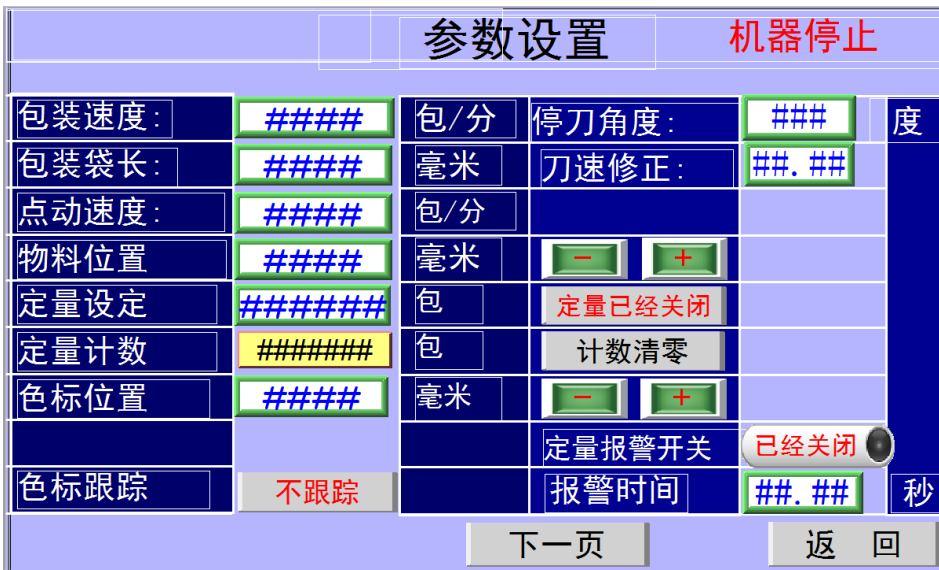 参数设置 机器停止
包装速度: #### 包/分 停刀角度: ### 度
包装袋长: #### 毫米 刀速修正: ##.##
点动速度: #### 包/分
物料位置 #### 毫米 - +
定量设定 ###### 包 定量已经关闭
定量计数 ####### 包 计数清零
色标位置 #### 毫米 - +
定量报警开关 已经关闭
色标跟踪 不跟踪 报警时间 ##.## 秒
下一页 返 回